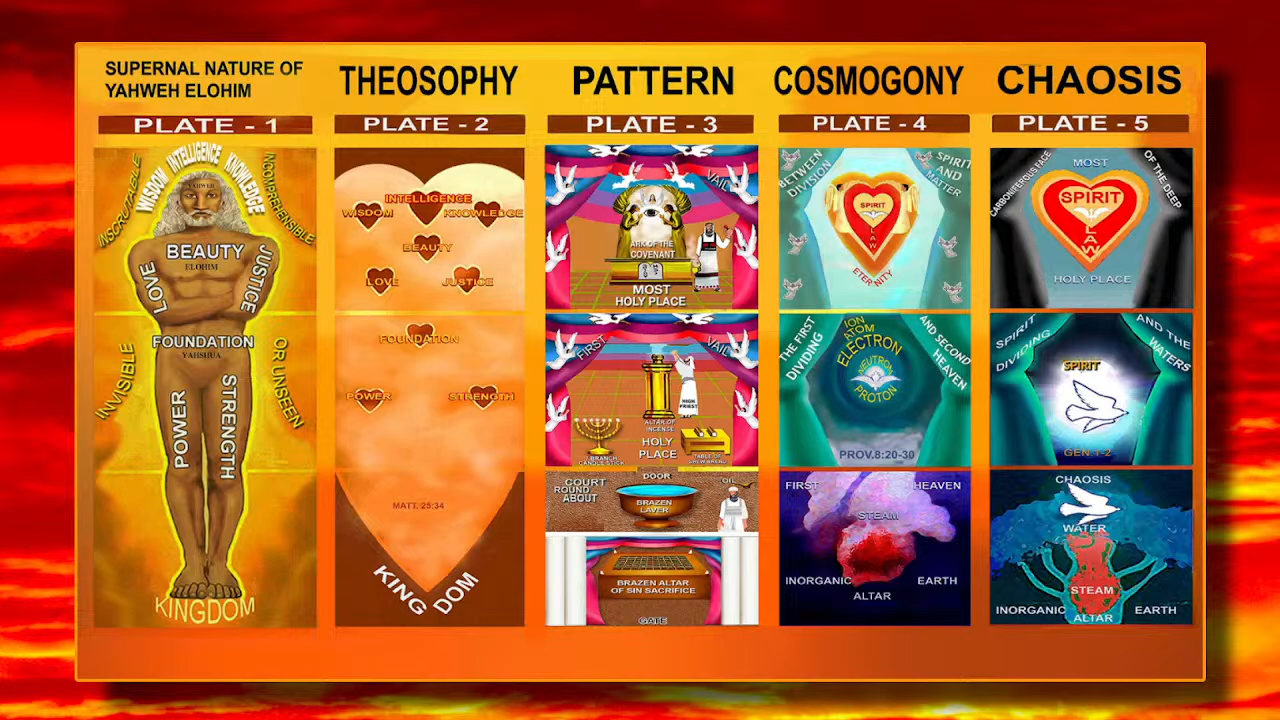 SUPERNAL NATURE OF
YAHWEH ELOHIM
PLATE - 1
INSCRUTABLE
WISDOM INTELLIGENCE KNOWLEDGE
INCOMPREHENSIBLE
YAHWEH
BEAUTY
ELOHIM
LOVE
JUSTICE
FOUNDATION
YAHSHUA
INVISIBLE
OR UNSEEN
POWER
STRENGTH
KINGDOM
THEOSOPHY
PLATE - 2
INTELLIGENCE
WISDOM
KNOWLEDGE
BEAUTY
LOVE
JUSTICE
FOUNDATION
POWER
STRENGTH
MATT. 25:34
KING DOM
PATTERN
PLATE - 3
VAIL
ARK OF THE
COVENANT
MOST
HOLY PLACE
FIRST
VAIL
HIGH
PRIEST
ALTAR OF
INCENSE
HOLY
PLACE
7 BRANCH
CANDLE STICK
TABLE OF
SHEW BREAD
COURT
ROUND
ABOUT
DOOR
OIL
BRAZEN
LAVER
BRAZEN ALTAR
OF SIN SACRIFICE
GATE
COSMOGONY
PLATE - 4
BETWEEN
DIVISION
SPIRIT
AND
MATTER
SPIRIT
LAW
ETERNITY
THE FIRST
DIVIDING
AND SECOND
HEAVEN
ION
ATOM
ELECTRON
NEUTRON
PROTON
PROV.8:20-30
FIRST
HEAVEN
STEAM
INORGANIC
EARTH
ALTAR
CHAOSIS
PLATE - 5
CARBONIFEROUS FACE
OF THE DEEP
MOST
SPIRIT
LAW
HOLY PLACE
SPIRIT
DIVIDING
AND THE
WATERS
SPIRIT
GEN.1-2
CHAOSIS
WATER
STEAM
INORGANIC
EARTH
ALTAR